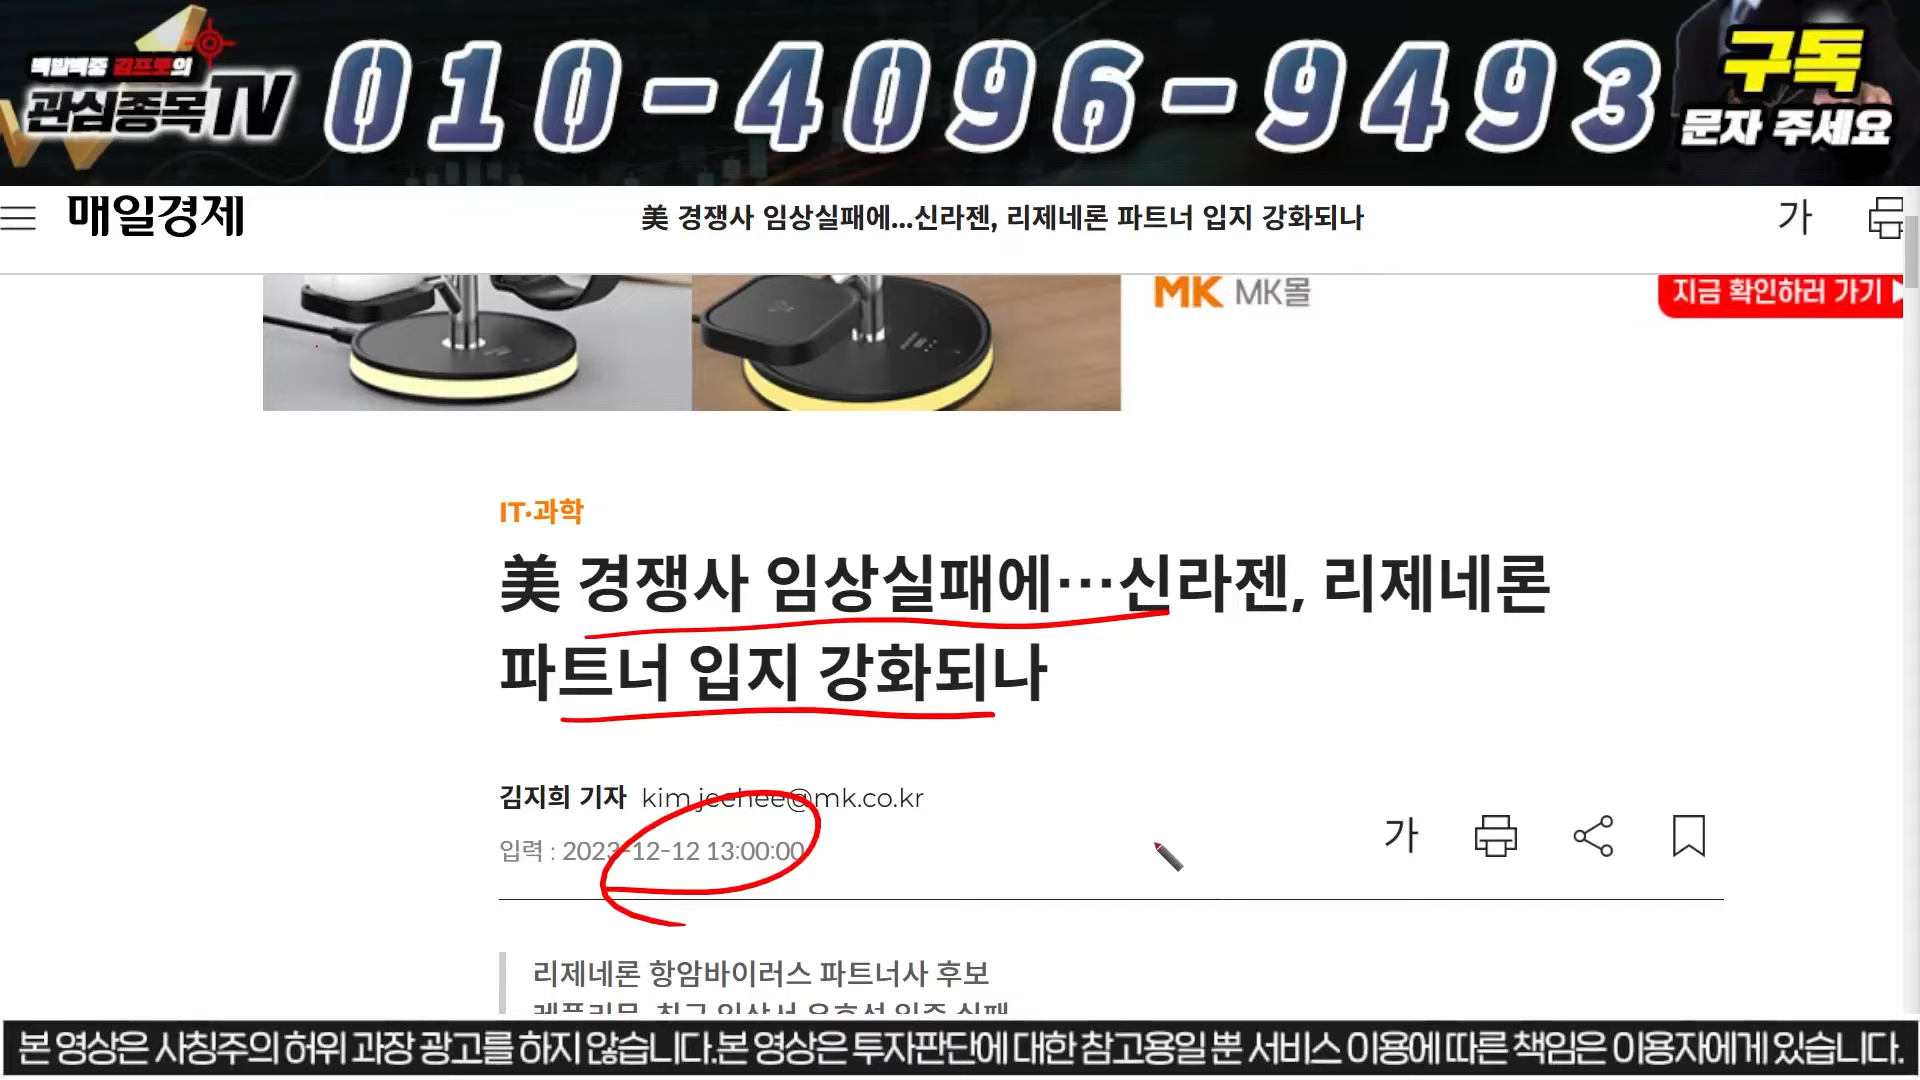 백발백중 김프로의
관심종목TV
010-4096-9493
구독
문자 주세요
매일경제
美 경쟁사 임상실패에...신라젠, 리제네론 파트너 입지 강화되나
가
MK MK몰
지금 확인하러 가기
IT·과학
美 경쟁사 임상실패에…신라젠, 리제네론
파트너 입지 강화되나
김지희 기자 kim.jeehee@mk.co.kr
입력 : 2023-12-12 13:00:00
가
리제네론 항암바이러스 파트너사 후보
본 영상은 사칭주의 허위 과장 광고를 하지 않습니다.본 영상은 투자판단에 대한 참고용일 뿐 서비스 이용에 따른 책임은 이용자에게 있습니다.